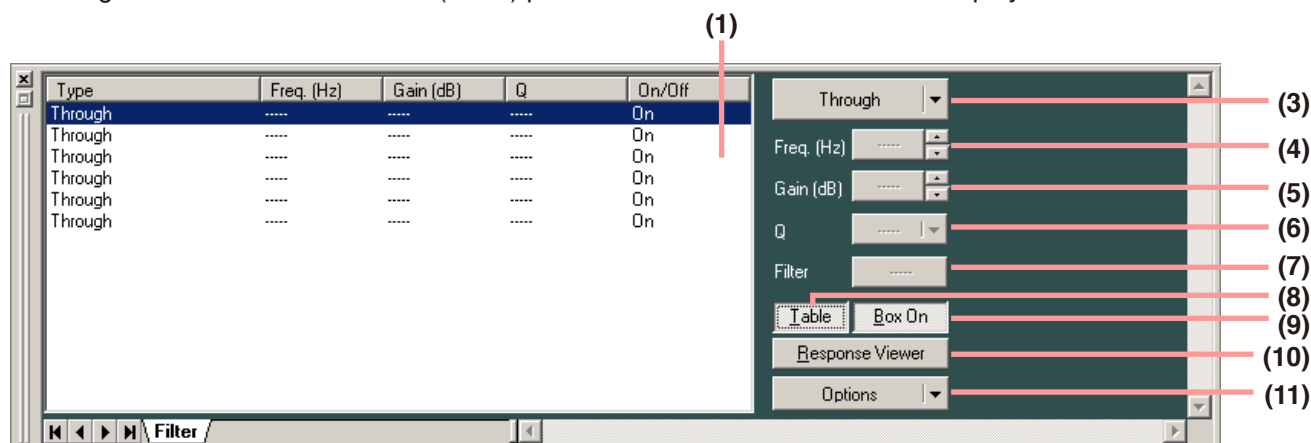 (1)
Type Freq. (Hz) Gain (dB) Q On/Off
Through ----- ----- ----- On
Through ----- ----- ----- On
Through ----- ----- ----- On
Through ----- ----- ----- On
Through ----- ----- ----- On
Through ----- ----- ----- On
Through (3)
Freq. (Hz) ----- (4)
Gain (dB) ----- (5)
Q ----- (6)
Filter ----- (7)
(8)
Table Box On (9)
Response Viewer (10)
Options (11)
Filter